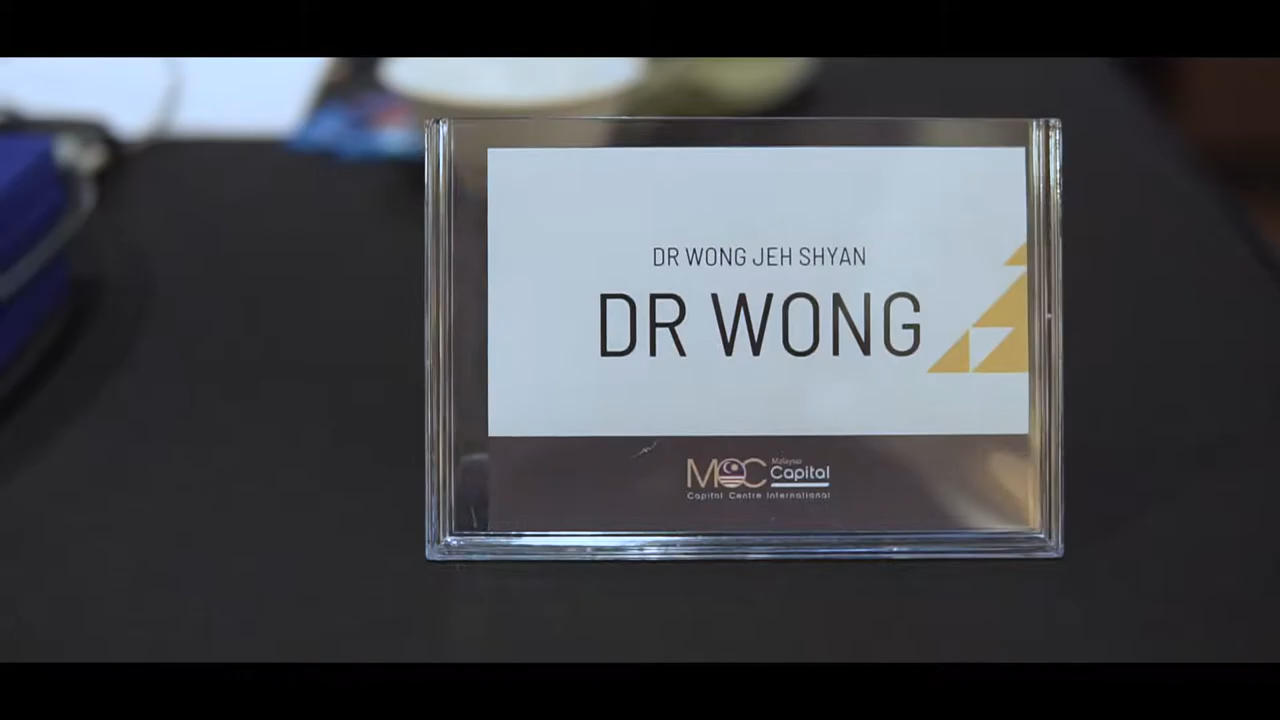 DR WONG JEH SHYAN
DR WONG
MCC Malaysia Capital
Capital Centre International